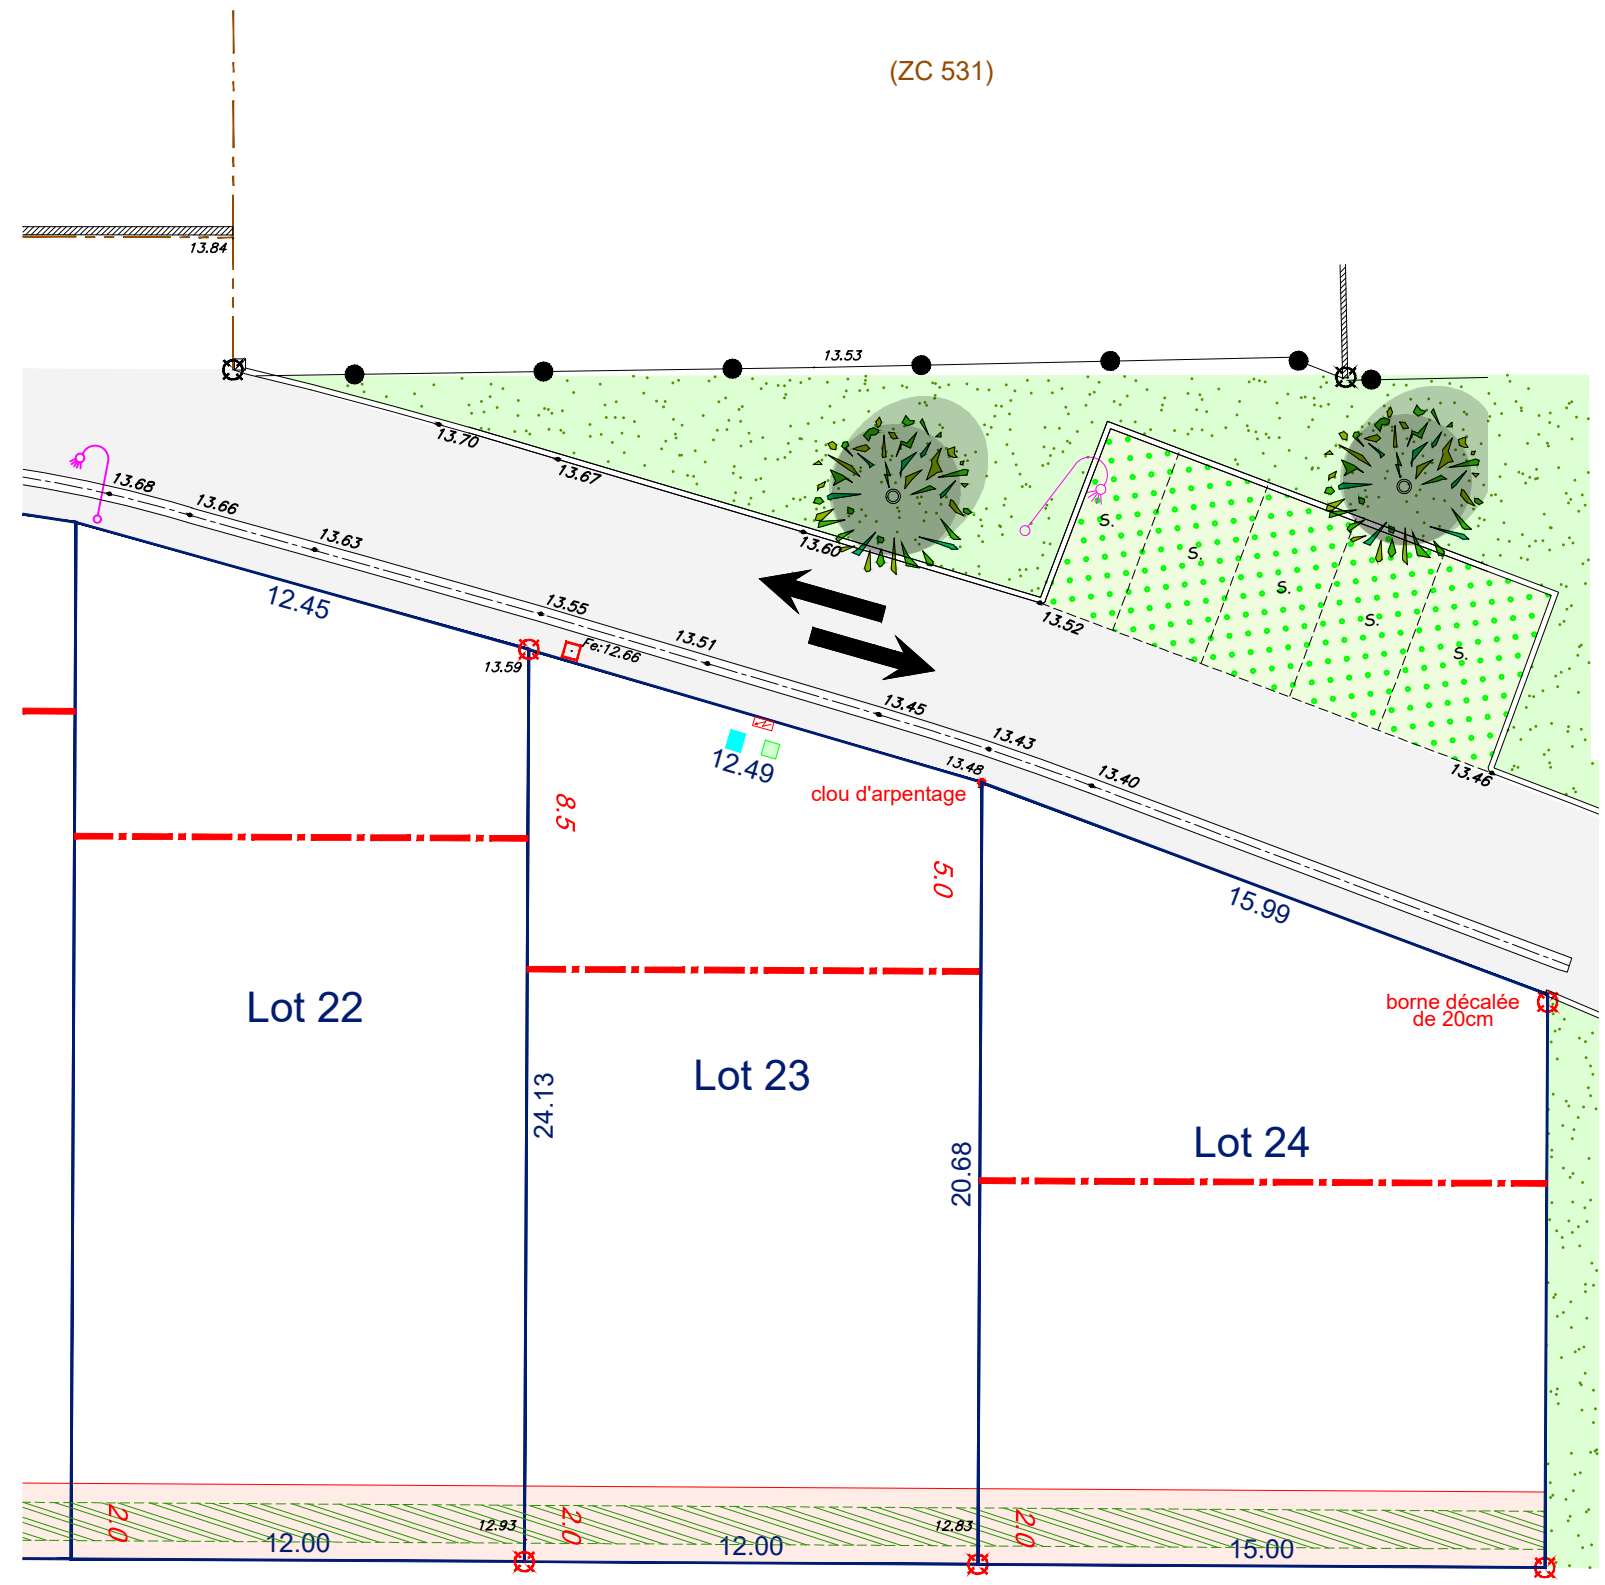 (ZC 531)
13.84
13.53
13.70
13.67
13.68
13.66
13.63
13.60
S.
S.
S.
S.
S.
12.45
13.55
13.52
13.51
Fe:12.66
13.59
13.45
13.43
13.40
13.46
12.49
13.48
clou d'arpentage
8.5
5.0
15.99
Lot 22
borne décalée
de 20cm
Lot 23
24.13
Lot 24
20.68
2.0
2.0
2.0
12.93
12.83
12.00
12.00
15.00